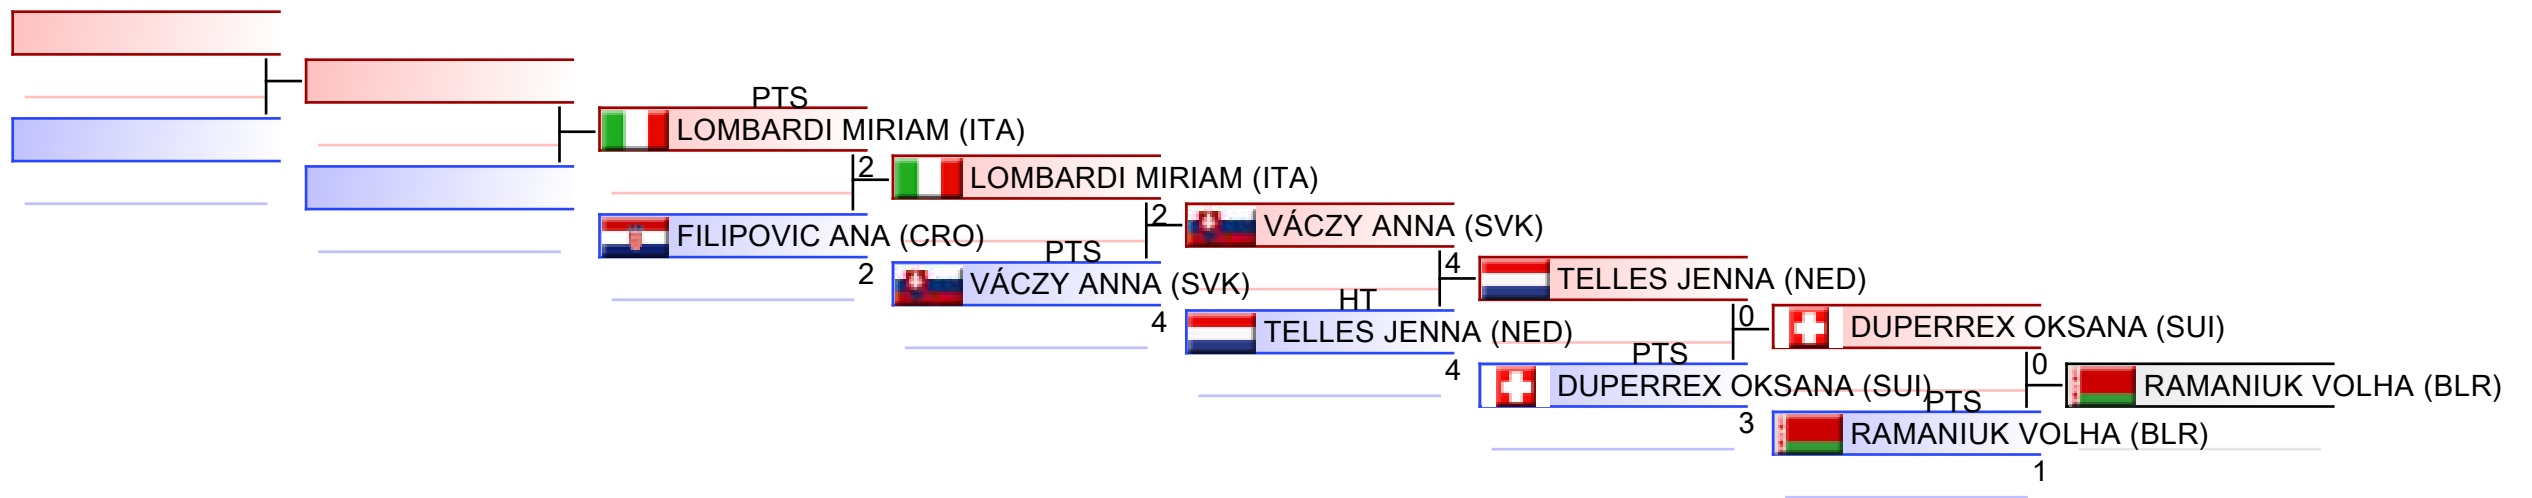 PTS
LOMBARDI MIRIAM (ITA)
2
LOMBARDI MIRIAM (ITA)
2
VÁCZY ANNA (SVK)
FILIPOVIC ANA (CRO)
2
PTS
VÁCZY ANNA (SVK)
4
4
TELLES JENNA (NED)
HT
TELLES JENNA (NED)
4
0
DUPERREX OKSANA (SUI)
PTS
DUPERREX OKSANA (SUI)
3
0
RAMANIUK VOLHA (BLR)
PTS
RAMANIUK VOLHA (BLR)
1